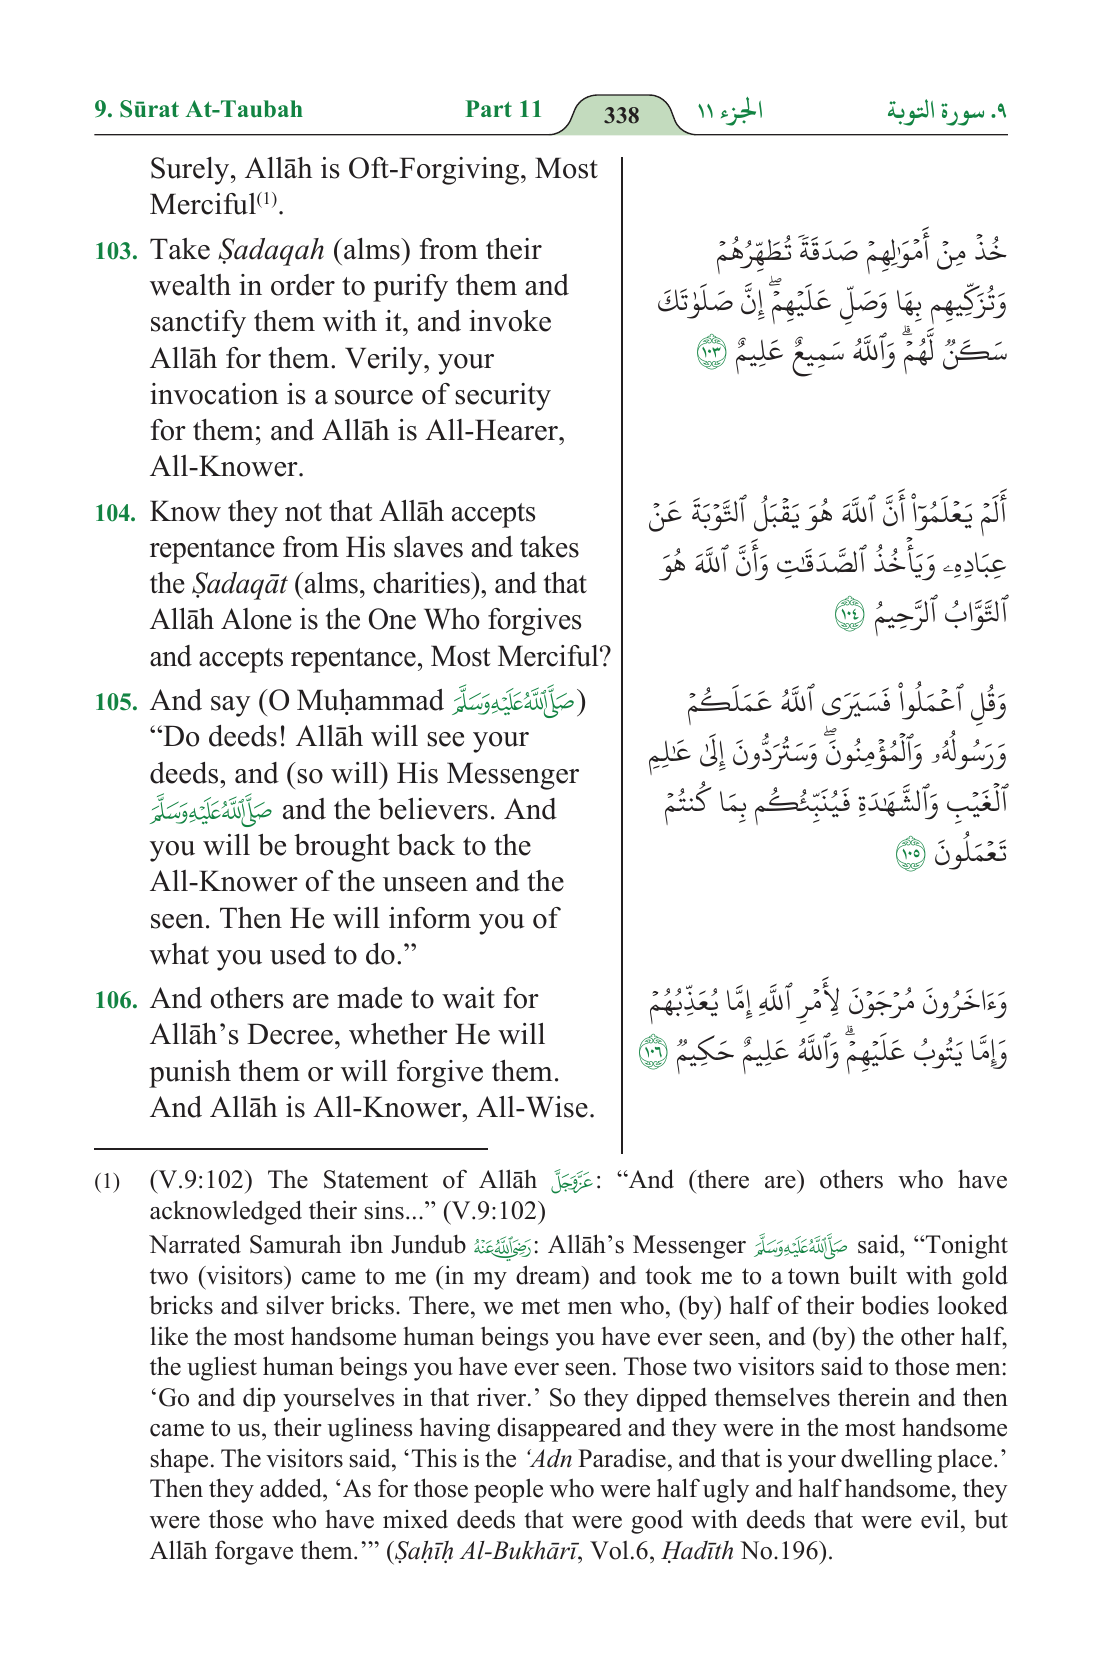 9. Sūrat At-Taubah Part 11 338 الجزء ١١ ٩. سورة التوبة
Surely, Allāh is Oft-Forgiving, Most
Merciful(1).
103. Take Ṣadaqah (alms) from their
wealth in order to purify them and
sanctify them with it, and invoke
Allāh for them. Verily, your
invocation is a source of security
for them; and Allāh is All-Hearer,
All-Knower.
104. Know they not that Allāh accepts
repentance from His slaves and takes
the Ṣadaqāt (alms, charities), and that
Allāh Alone is the One Who forgives
and accepts repentance, Most Merciful?
105. And say (O Muḥammad صَلَّى ٱللَّهُ عَلَيْهِ وَسَلَّمَ)
“Do deeds! Allāh will see your
deeds, and (so will) His Messenger
صَلَّى ٱللَّهُ عَلَيْهِ وَسَلَّمَ and the believers. And
you will be brought back to the
All-Knower of the unseen and the
seen. Then He will inform you of
what you used to do.”
106. And others are made to wait for
Allāh’s Decree, whether He will
punish them or will forgive them.
And Allāh is All-Knower, All-Wise.
خُذۡ مِنۡ أَمۡوَٰلِهِمۡ صَدَقَةٗ تُطَهِّرُهُمۡ
وَتُزَكِّيهِم بِهَا وَصَلِّ عَلَيۡهِمۡۖ إِنَّ صَلَوٰتَكَ
سَكَنٞ لَّهُمۡۗ وَٱللَّهُ سَمِيعٌ عَلِيمٌ ١٠٣
أَلَمۡ يَعۡلَمُوٓاْ أَنَّ ٱللَّهَ هُوَ يَقۡبَلُ ٱلتَّوۡبَةَ عَنۡ
عِبَادِهِۦ وَيَأۡخُذُ ٱلصَّدَقَٰتِ وَأَنَّ ٱللَّهَ هُوَ
ٱلتَّوَّابُ ٱلرَّحِيمُ ١٠٤
وَقُلِ ٱعۡمَلُواْ فَسَيَرَى ٱللَّهُ عَمَلَكُمۡ
وَرَسُولُهُۥ وَٱلۡمُؤۡمِنُونَۖ وَسَتُرَدُّونَ إِلَىٰ عَٰلِمِ
ٱلۡغَيۡبِ وَٱلشَّهَٰدَةِ فَيُنَبِّئُكُم بِمَا كُنتُمۡ
تَعۡمَلُونَ ١٠٥
وَءَاخَرُونَ مُرۡجَوۡنَ لِأَمۡرِ ٱللَّهِ إِمَّا يُعَذِّبُهُمۡ
وَإِمَّا يَتُوبُ عَلَيۡهِمۡۗ وَٱللَّهُ عَلِيمٌ حَكِيمٞ ١٠٦
(1) (V.9:102) The Statement of Allāh عَزَّوَجَلَّ: “And (there are) others who have
acknowledged their sins...” (V.9:102)
Narrated Samurah ibn Jundub رَضِيَ ٱللَّهُ عَنْهُ: Allāh’s Messenger صَلَّى ٱللَّهُ عَلَيْهِ وَسَلَّمَ said, “Tonight
two (visitors) came to me (in my dream) and took me to a town built with gold
bricks and silver bricks. There, we met men who, (by) half of their bodies looked
like the most handsome human beings you have ever seen, and (by) the other half,
the ugliest human beings you have ever seen. Those two visitors said to those men:
‘Go and dip yourselves in that river.’ So they dipped themselves therein and then
came to us, their ugliness having disappeared and they were in the most handsome
shape. The visitors said, ‘This is the ‘Adn Paradise, and that is your dwelling place.’
Then they added, ‘As for those people who were half ugly and half handsome, they
were those who have mixed deeds that were good with deeds that were evil, but
Allāh forgave them.’” (Ṣaḥīḥ Al-Bukhārī, Vol.6, Ḥadīth No.196).